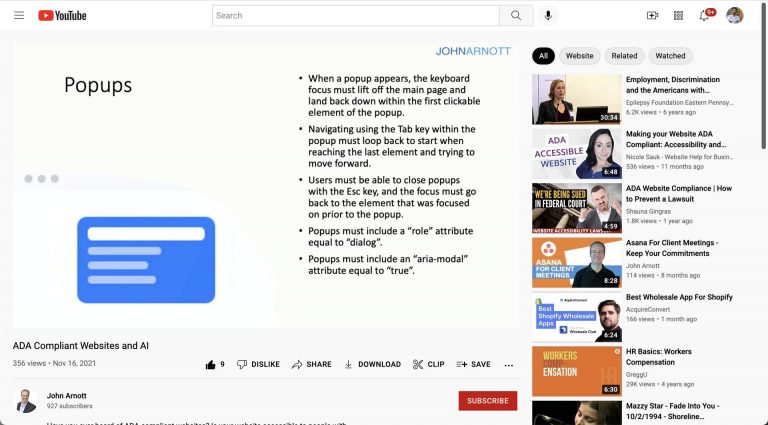 YouTube
Search
9+
JOHNARNOTT
Popups
• When a popup appears, the keyboard
focus must lift off the main page and
land back down within the first clickable
element of the popup.
• Navigating using the Tab key within the
popup must loop back to start when
reaching the last element and trying to
move forward.
• Users must be able to close popups
with the Esc key, and the focus must go
back to the element that was focused
on prior to the popup.
• Popups must include a “role” attribute
equal to “dialog”.
• Popups must include an “aria-modal”
attribute equal to “true”.
ADA Compliant Websites and AI
356 views • Nov 16, 2021
9
DISLIKE
SHARE
DOWNLOAD
CLIP
SAVE
John Arnott
927 subscribers
SUBSCRIBE
Have you ever heard of ADA compliant websites? Is your website accessible to people with
All
Website
Related
Watched
30:34
Employment, Discrimination
and the Americans with...
Epilepsy Foundation Eastern Pennsy...
6.2K views • 6 years ago
ADA
ACCESSIBLE
WEBSITE
6:48
Making your Website ADA
Compliant: Accessibility and...
Nicole Sauk - Website Help for Busin...
536 views • 11 months ago
WE'RE BEING SUED
IN FEDERAL COURT
WEBSITE ACCESSIBILITY LAW
4:59
ADA Website Compliance | How
to Prevent a Lawsuit
Shauna Gingras
1.8K views • 1 year ago
ASANA
FOR CLIENT
MEETINGS
8:28
Asana For Client Meetings -
Keep Your Commitments
John Arnott
114 views • 8 months ago
AcquireConvert
Best
Shopify Wholesale
Apps
Wholesale Club
6:24
Best Wholesale App For Shopify
AcquireConvert
166 views • 1 month ago
WORKERS
ENSATION
6:30
HR Basics: Workers
Compensation
GreggU
29K views • 4 years ago
Mazzy Star - Fade Into You -
10/2/1994 - Shoreline...